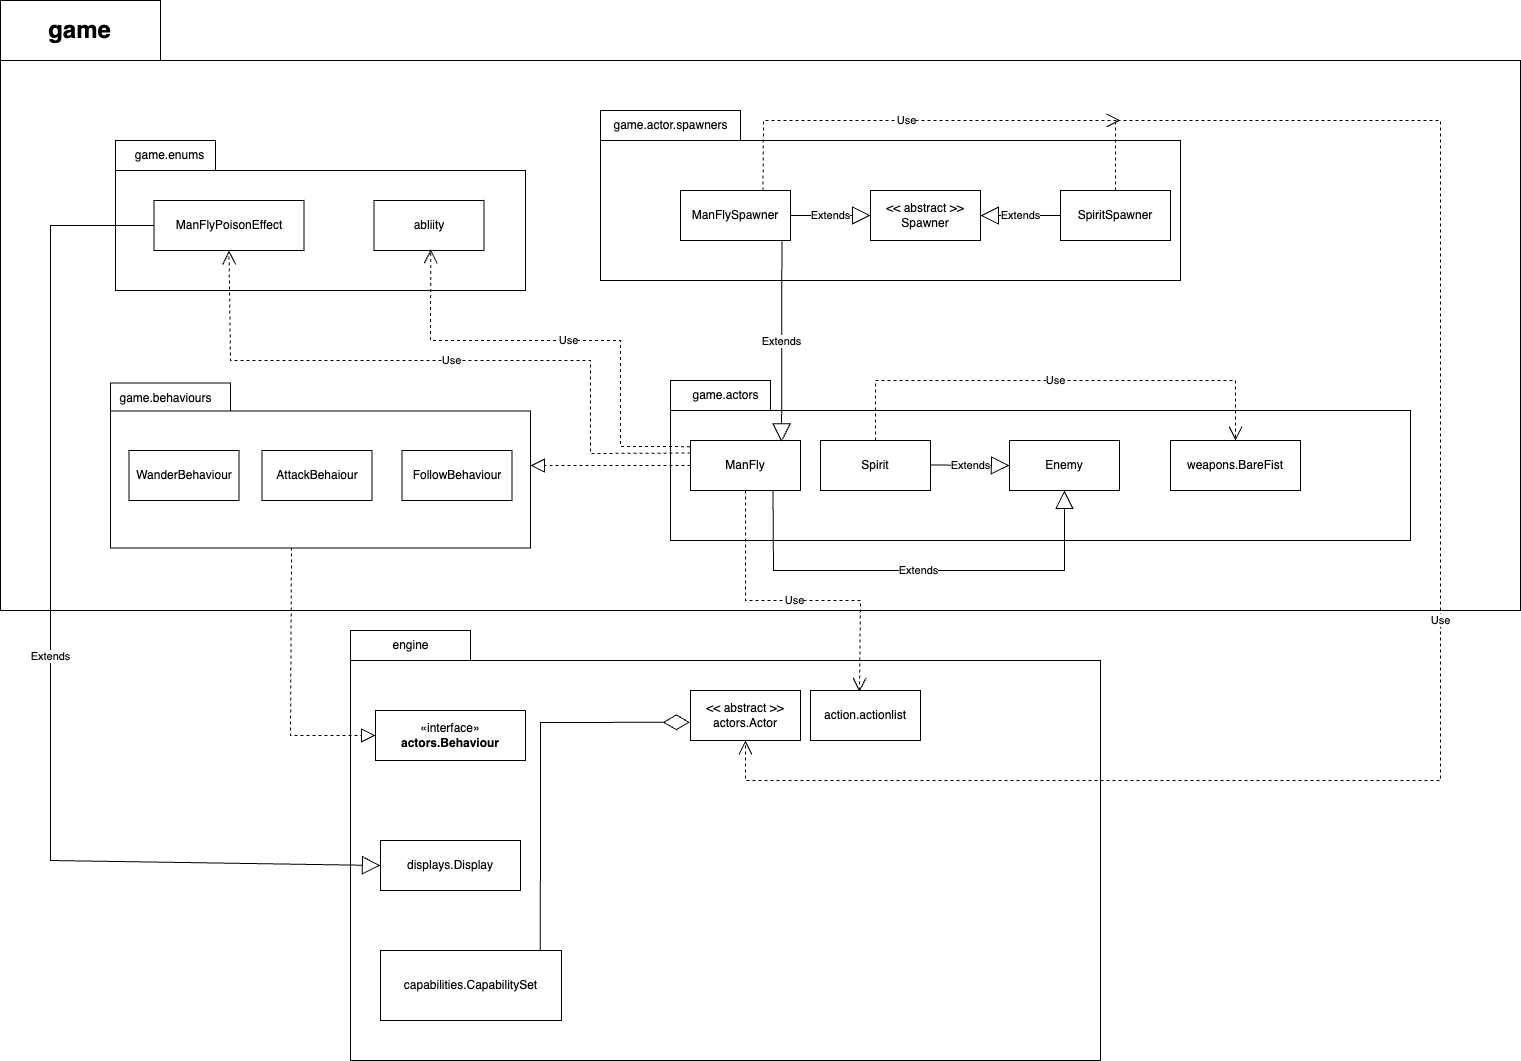 game
game.actor.spawners
Use
game.enums
ManFlyPoisonEffect
abliity
ManFlySpawner
Extends
<< abstract >>
Spawner
Extends
SpiritSpawner
Use
Extends
Use
game.behaviours
game.actors
Use
WanderBehaviour
AttackBehaiour
FollowBehaviour
ManFly
Spirit
Extends
Enemy
weapons.BareFist
Extends
Use
Use
Extends
engine
«interface»
actors.Behaviour
<< abstract >>
actors.Actor
action.actionlist
displays.Display
capabilities.CapabilitySet